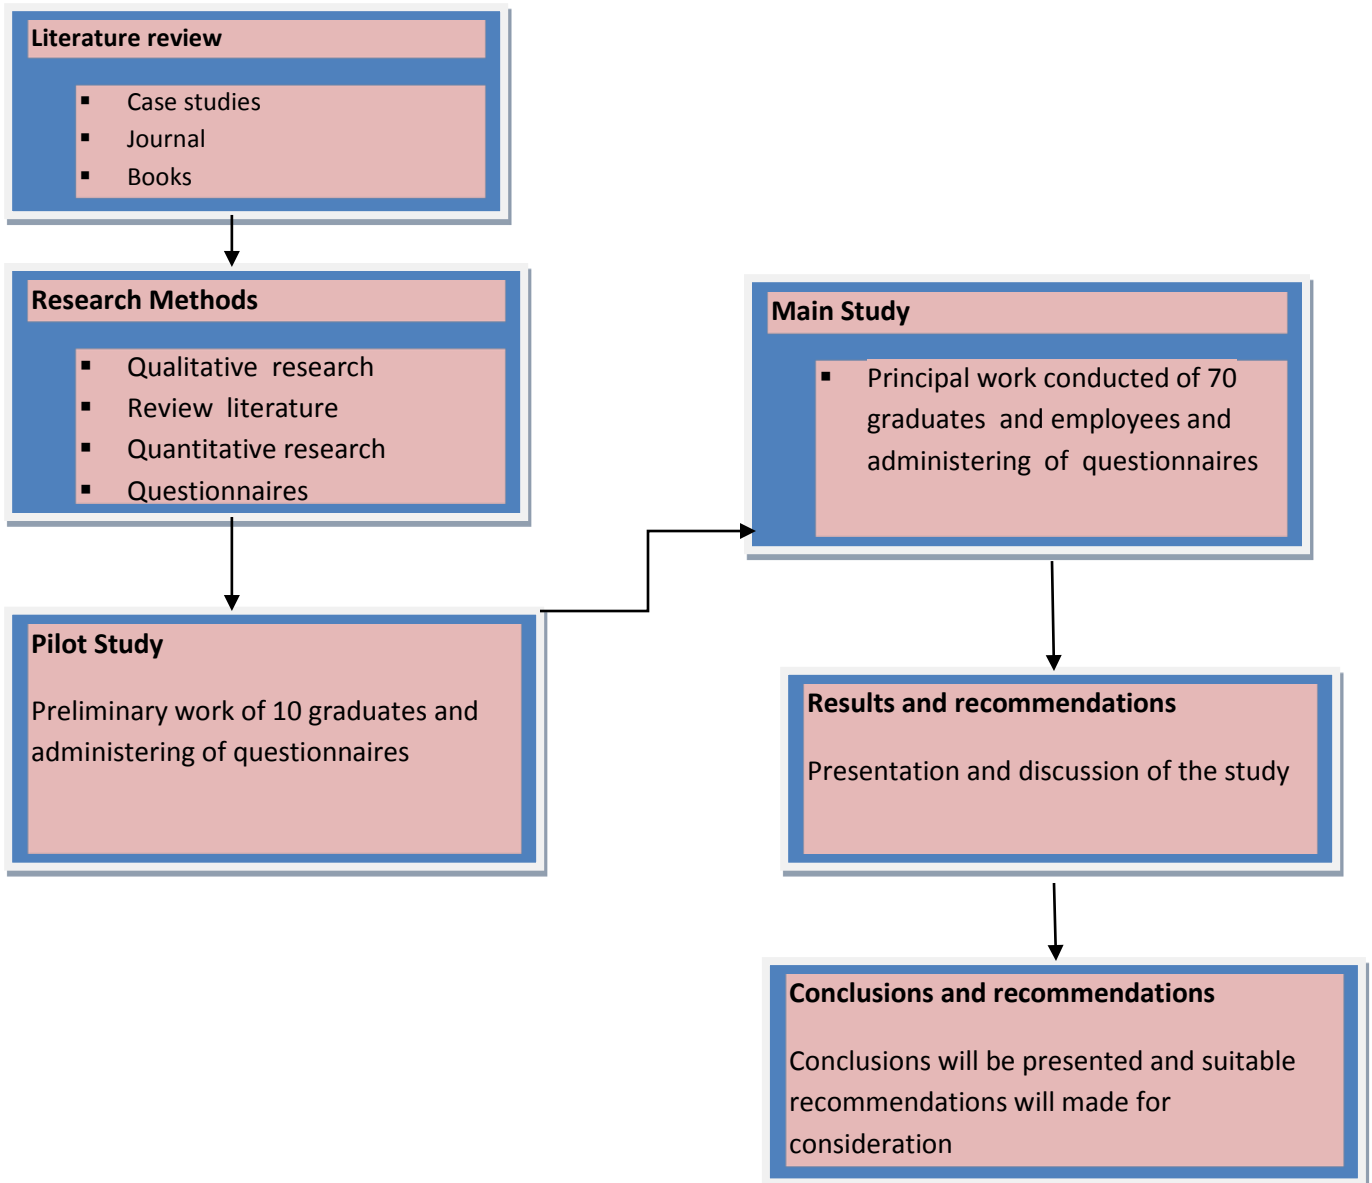 Literature review
▪ Case studies
▪ Journal
▪ Books
Research Methods
▪ Qualitative research
▪ Review literature
▪ Quantitative research
▪ Questionnaires
Pilot Study
Preliminary work of 10 graduates and
administering of questionnaires
Main Study
▪ Principal work conducted of 70
graduates and employees and
administering of questionnaires
Results and recommendations
Presentation and discussion of the study
Conclusions and recommendations
Conclusions will be presented and suitable
recommendations will made for
consideration